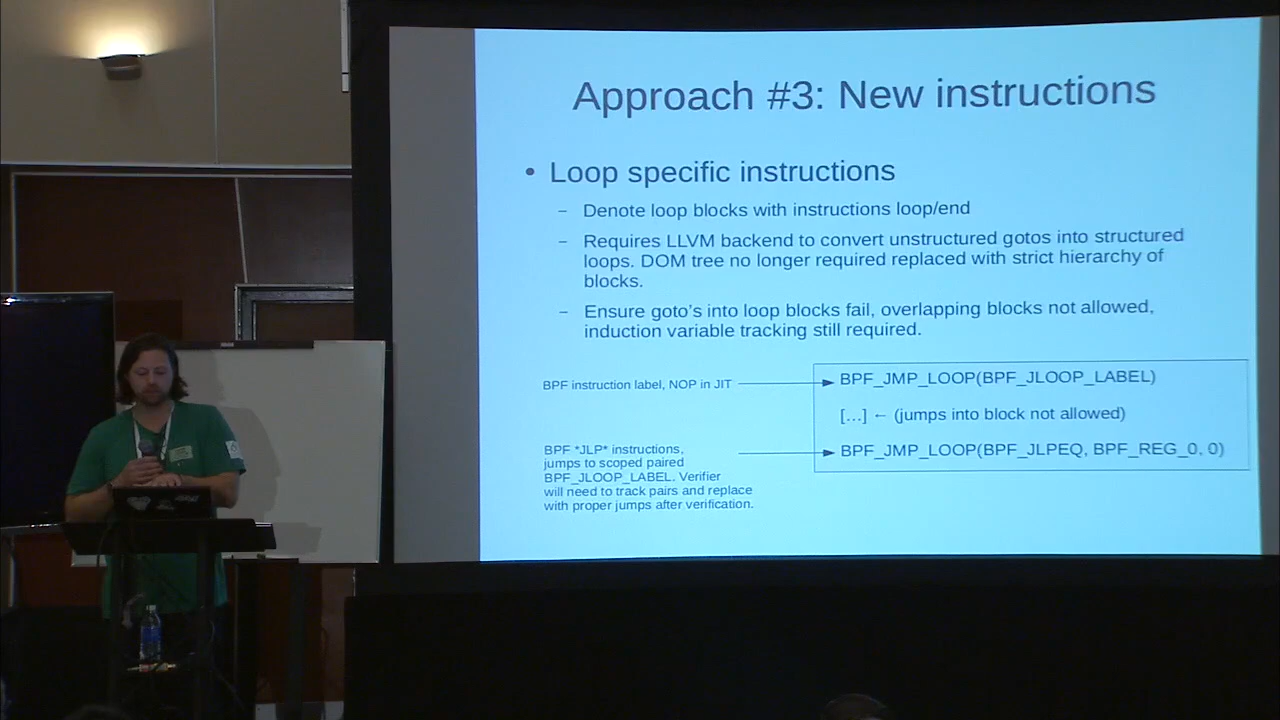 Approach #3: New instructions
• Loop specific instructions
– Denote loop blocks with instructions loop/end
– Requires LLVM backend to convert unstructured gotos into structured
loops. DOM tree no longer required replaced with strict hierarchy of
blocks.
– Ensure goto's into loop blocks fail, overlapping blocks not allowed,
induction variable tracking still required.
BPF instruction label, NOP in JIT
BPF_JMP_LOOP(BPF_JLOOP_LABEL)
[...] ← (jumps into block not allowed)
BPF *JLP* instructions,
jumps to scoped paired
BPF_JLOOP_LABEL. Verifier
will need to track pairs and replace
with proper jumps after verification.
BPF_JMP_LOOP(BPF_JLPEQ, BPF_REG_0, 0)